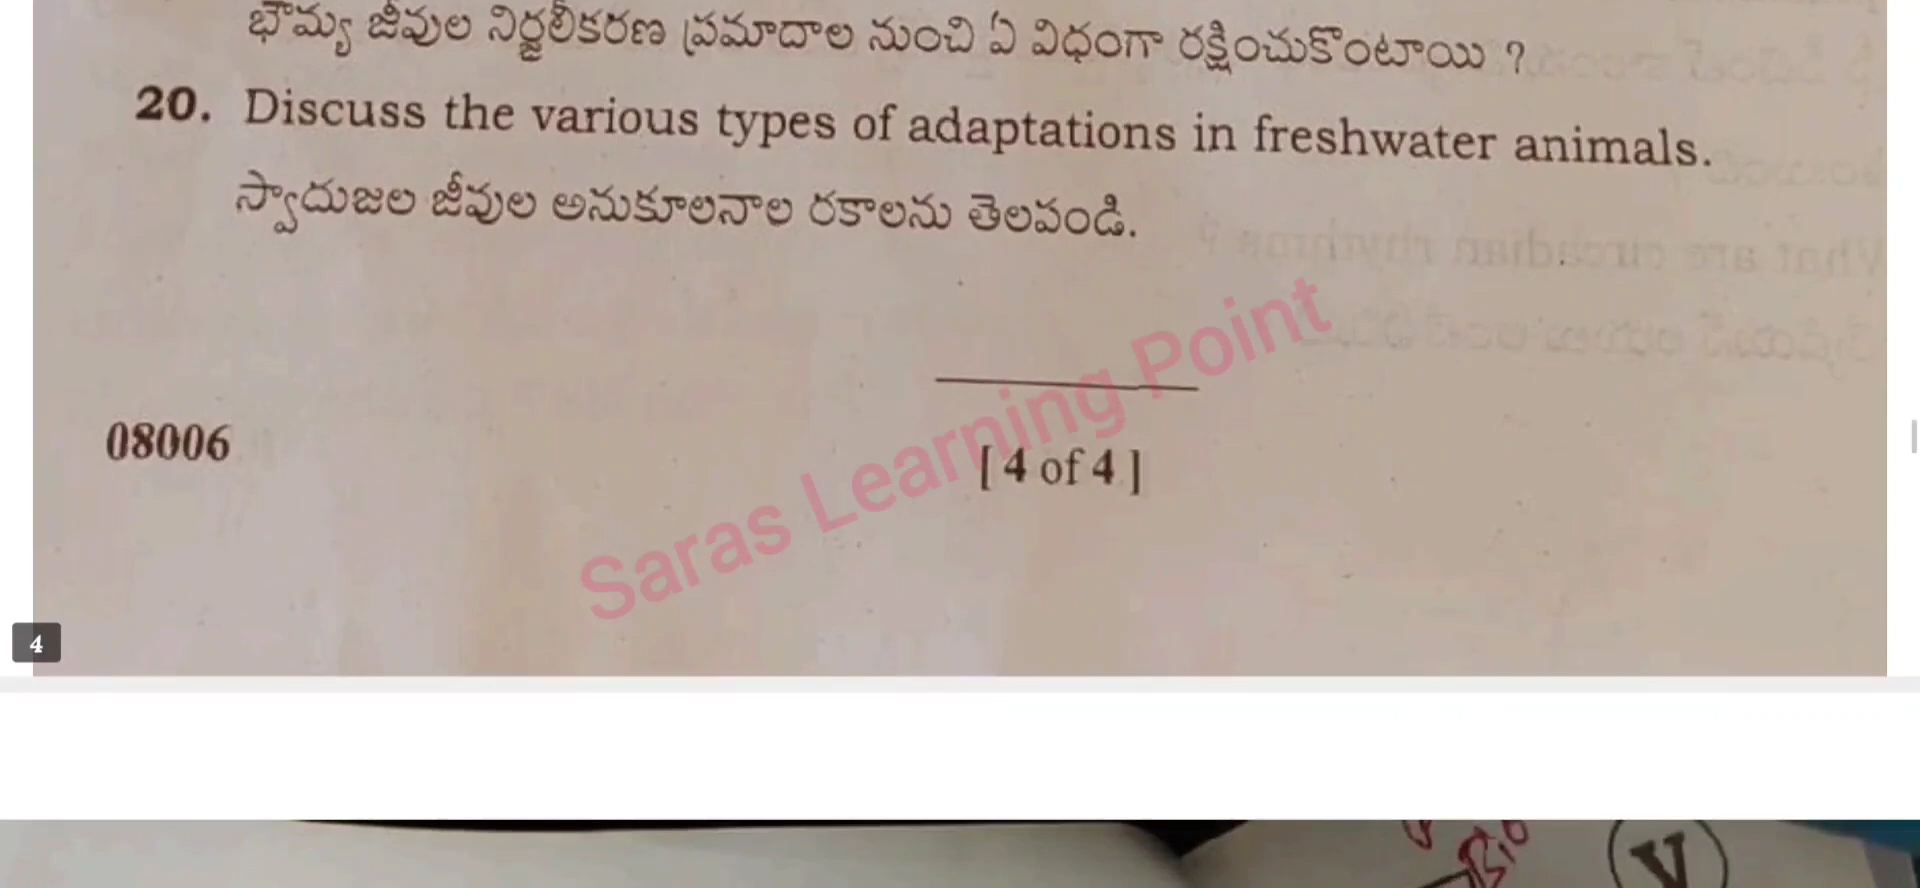 భౌమ్య జీవుల నిర్జలీకరణ ప్రమాదాల నుంచి ఏ విధంగా రక్షించుకొంటాయి ?
20. Discuss the various types of adaptations in freshwater animals.
స్వాదుజల జీవుల అనుకూలనాల రకాలను తెలపండి.
Saras Learning Point
08006
[ 4 of 4 ]
4
V